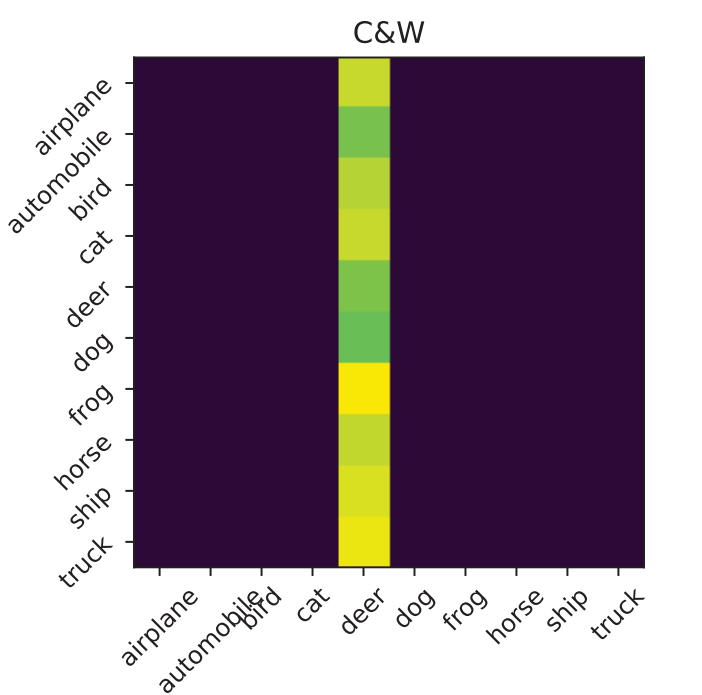 C&W
airplane
automobile
bird
cat
deer
dog
frog
horse
ship
truck
airplane
automobile
bird
cat
deer
dog
frog
horse
ship
truck